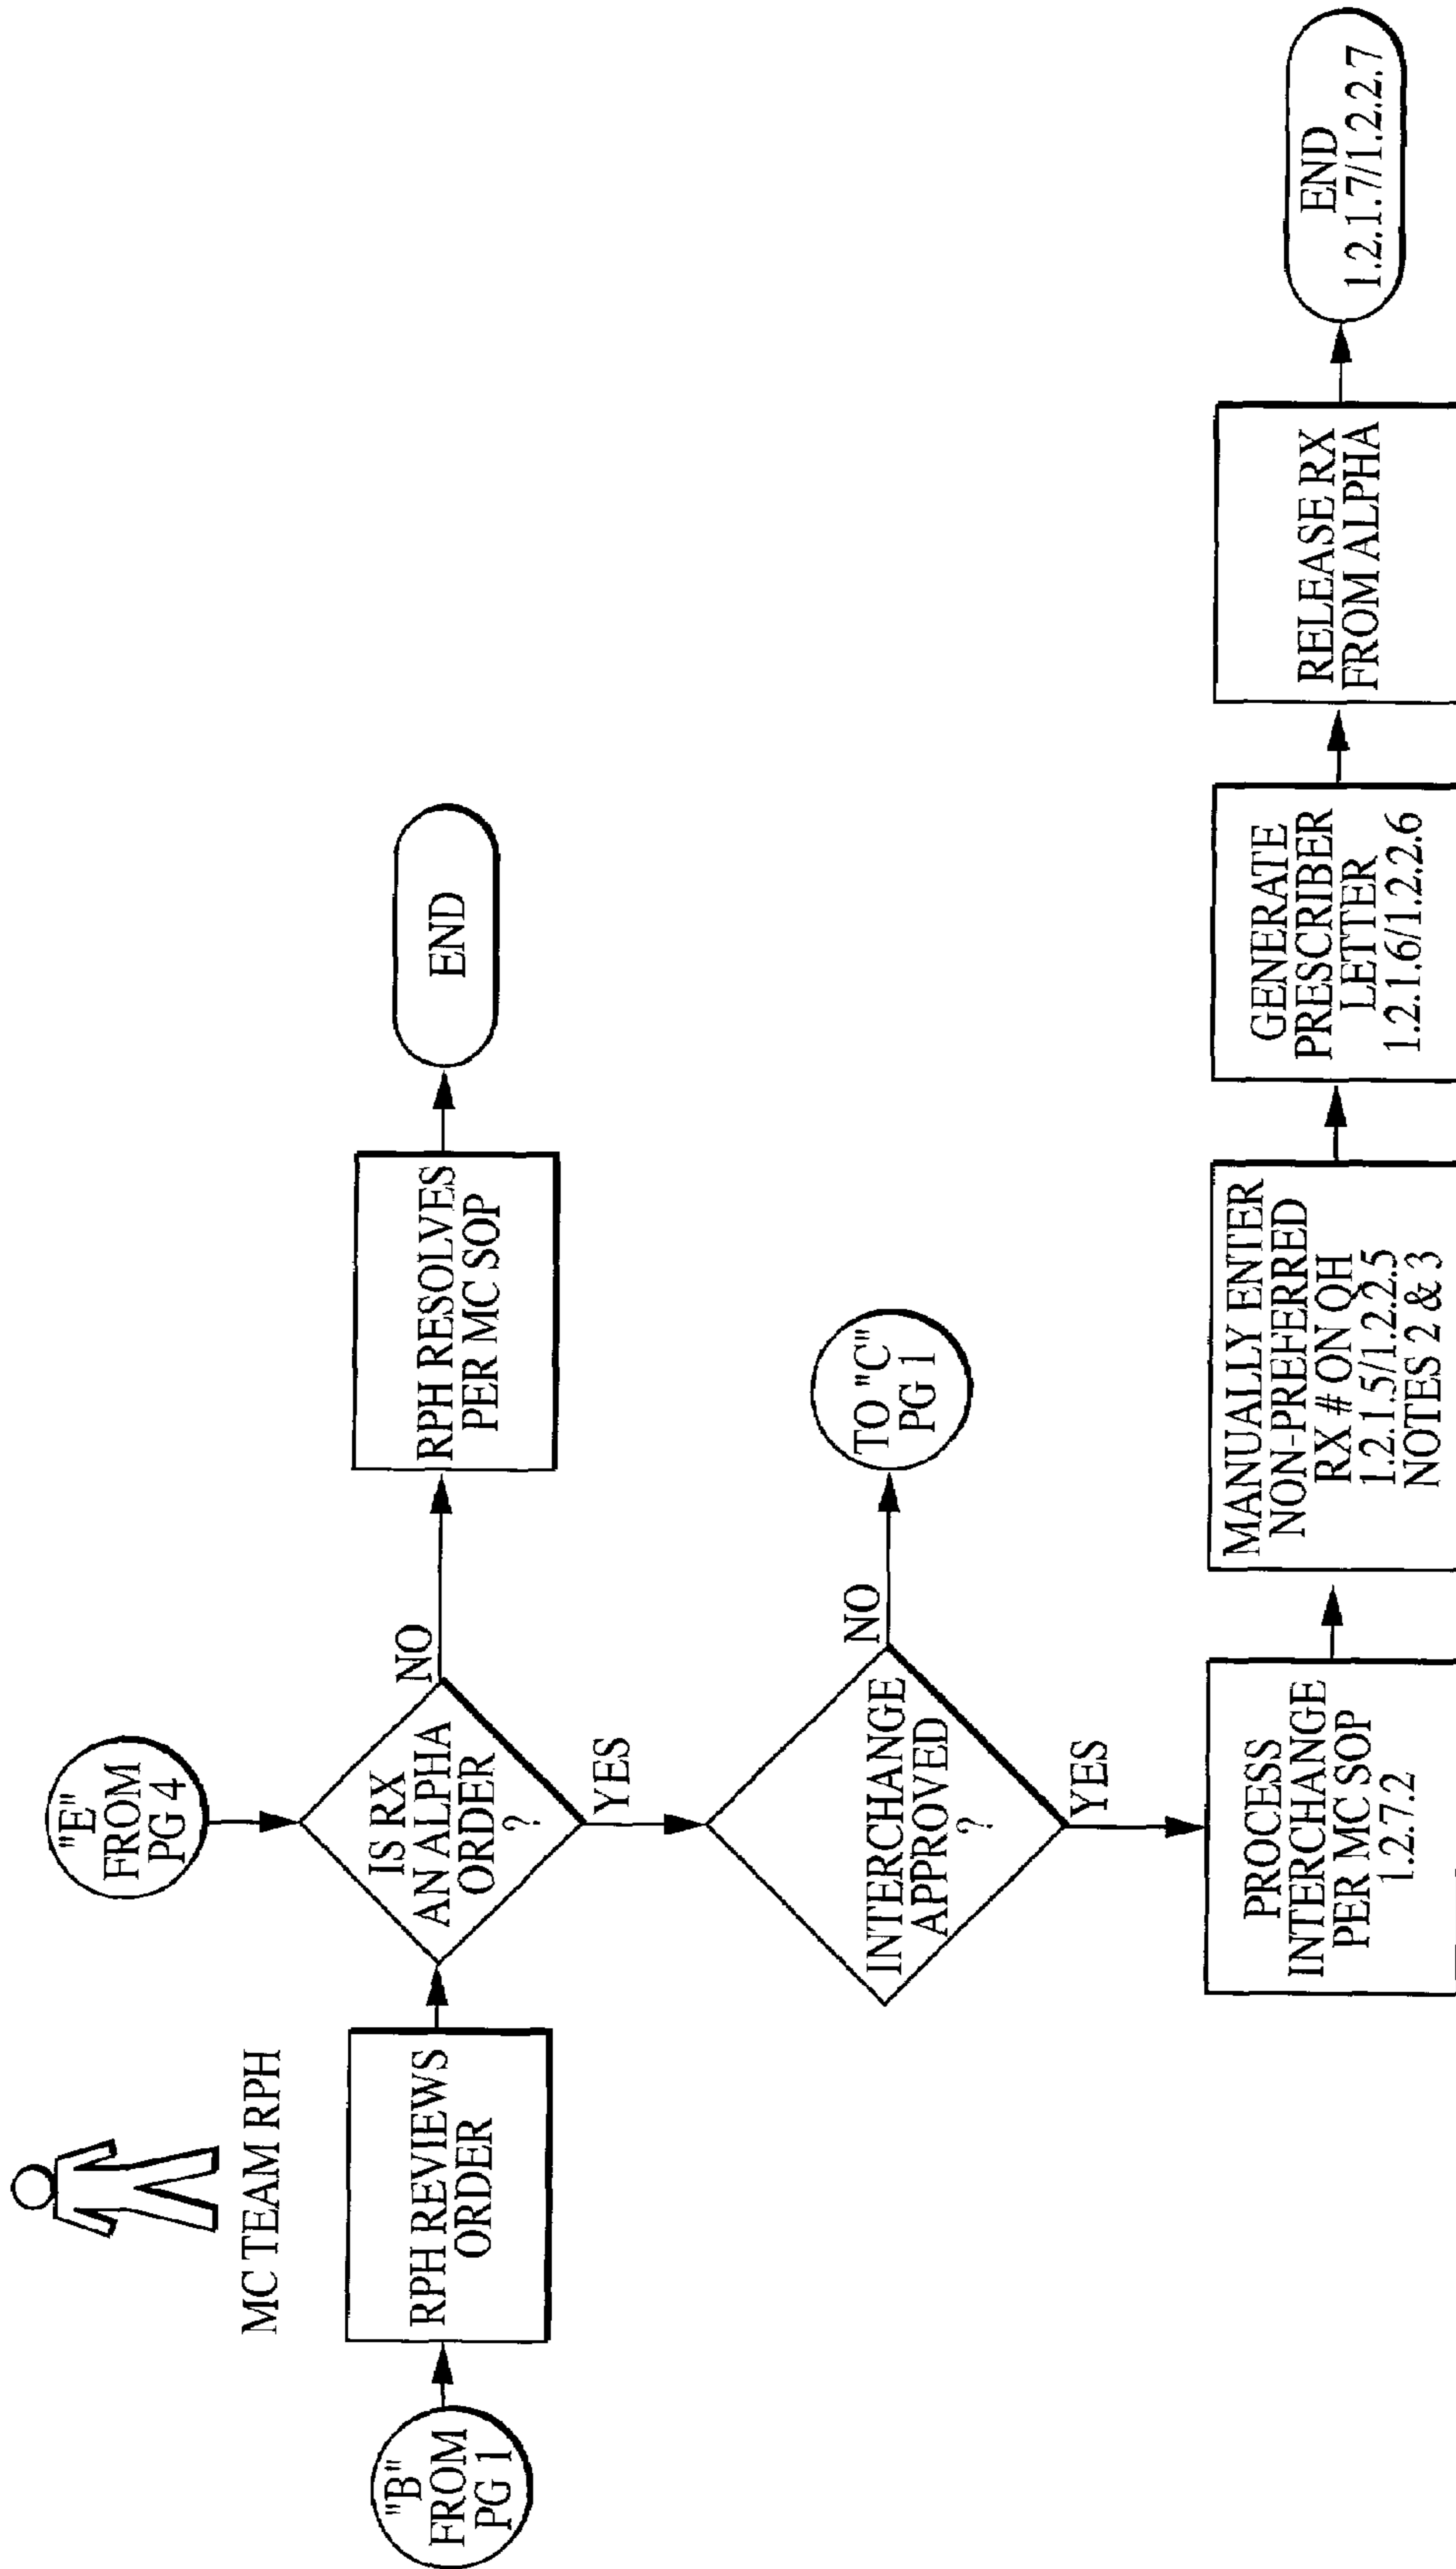 MC TEAM RPH
"B"
FROM
PG 1
RPH REVIEWS
ORDER
"E"
FROM
PG 4
IS RX
AN ALPHA
ORDER
?
NO
RPH RESOLVES
PER MC SOP
END
YES
INTERCHANGE
APPROVED
?
NO
TO "C"
PG 1
YES
PROCESS
INTERCHANGE
PER MC SOP
1.2.7.2
MANUALLY ENTER
NON-PREFERRED
RX # ON QH
1.2.1.5/1.2.2.5
NOTES 2 & 3
GENERATE
PRESCRIBER
LETTER
1.2.1.6/1.2.2.6
RELEASE RX
FROM ALPHA
END
1.2.1.7/1.2.2.7